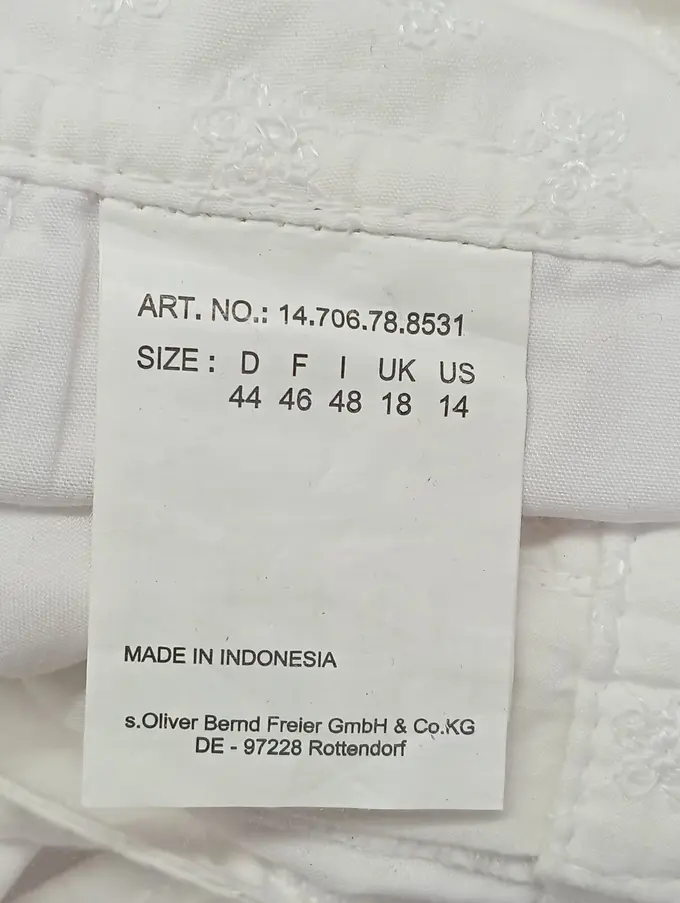 ART. NO.: 14.706.78.8531
SIZE : D F I UK US
44 46 48 18 14
MADE IN INDONESIA
s.Oliver Bernd Freier GmbH & Co.KG
DE - 97228 Rottendorf